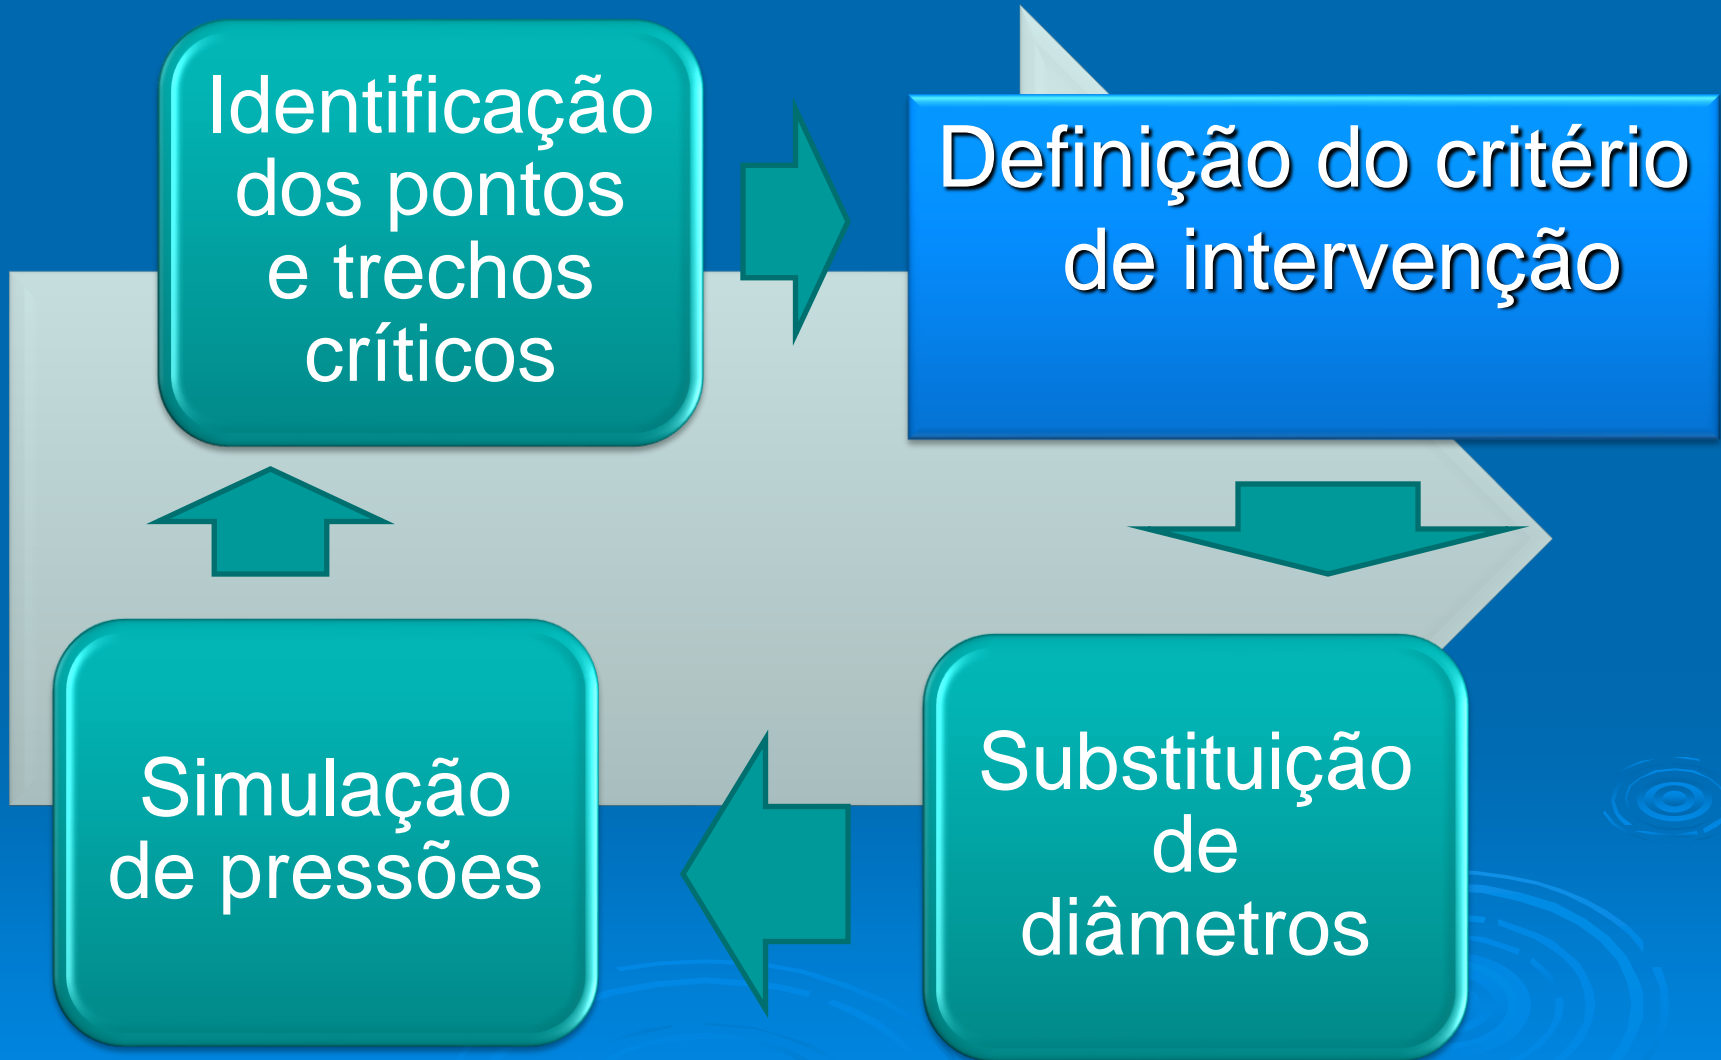 Identificação
dos pontos
e trechos
críticos
Definição do critério
de intervenção
Simulação
de pressões
Substituição
de
diâmetros